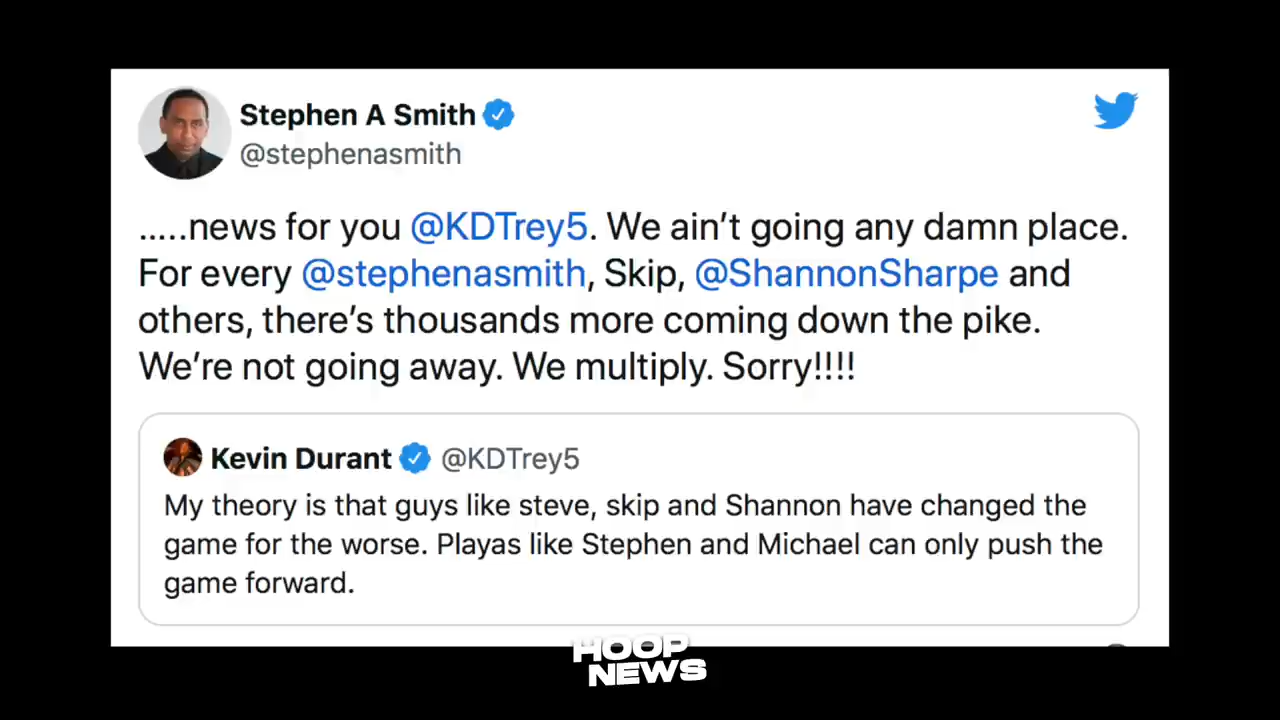 Stephen A Smith
@stephenasmith
.....news for you @KDTrey5. We ain’t going any damn place.
For every @stephenasmith, Skip, @ShannonSharpe and
others, there’s thousands more coming down the pike.
We’re not going away. We multiply. Sorry!!!!
Kevin Durant @KDTrey5
My theory is that guys like steve, skip and Shannon have changed the
game for the worse. Playas like Stephen and Michael can only push the
game forward.
HOOP
NEWS